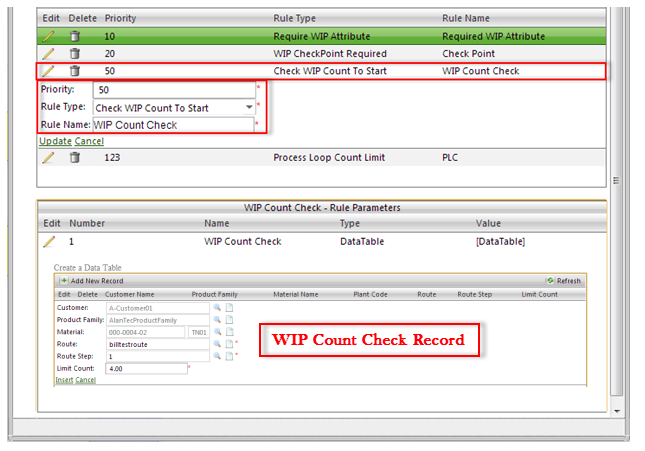 Edit Delete Priority Rule Type Rule Name
10 Require WIP Attribute Required WIP Attribute
20 WIP CheckPoint Required Check Point
50 Check WIP Count To Start WIP Count Check
Priority: 50 *
Rule Type: Check WIP Count To Start *
Rule Name: WIP Count Check *
Update Cancel
123 Process Loop Count Limit PLC
WIP Count Check - Rule Parameters
Edit Number Name Type Value
1 WIP Count Check DataTable [DataTable]
Create a Data Table
Add New Record Refresh
Edit Delete Customer Name Product Family Material Name Plant Code Route Route Step Limit Count
Customer: A-Customer01
Product Family: AlanTecProductFamily
Material: 000-0004-02 TN01
Route: billtestroute *
Route Step: 1 *
Limit Count: 4.00 *
Insert Cancel
WIP Count Check Record